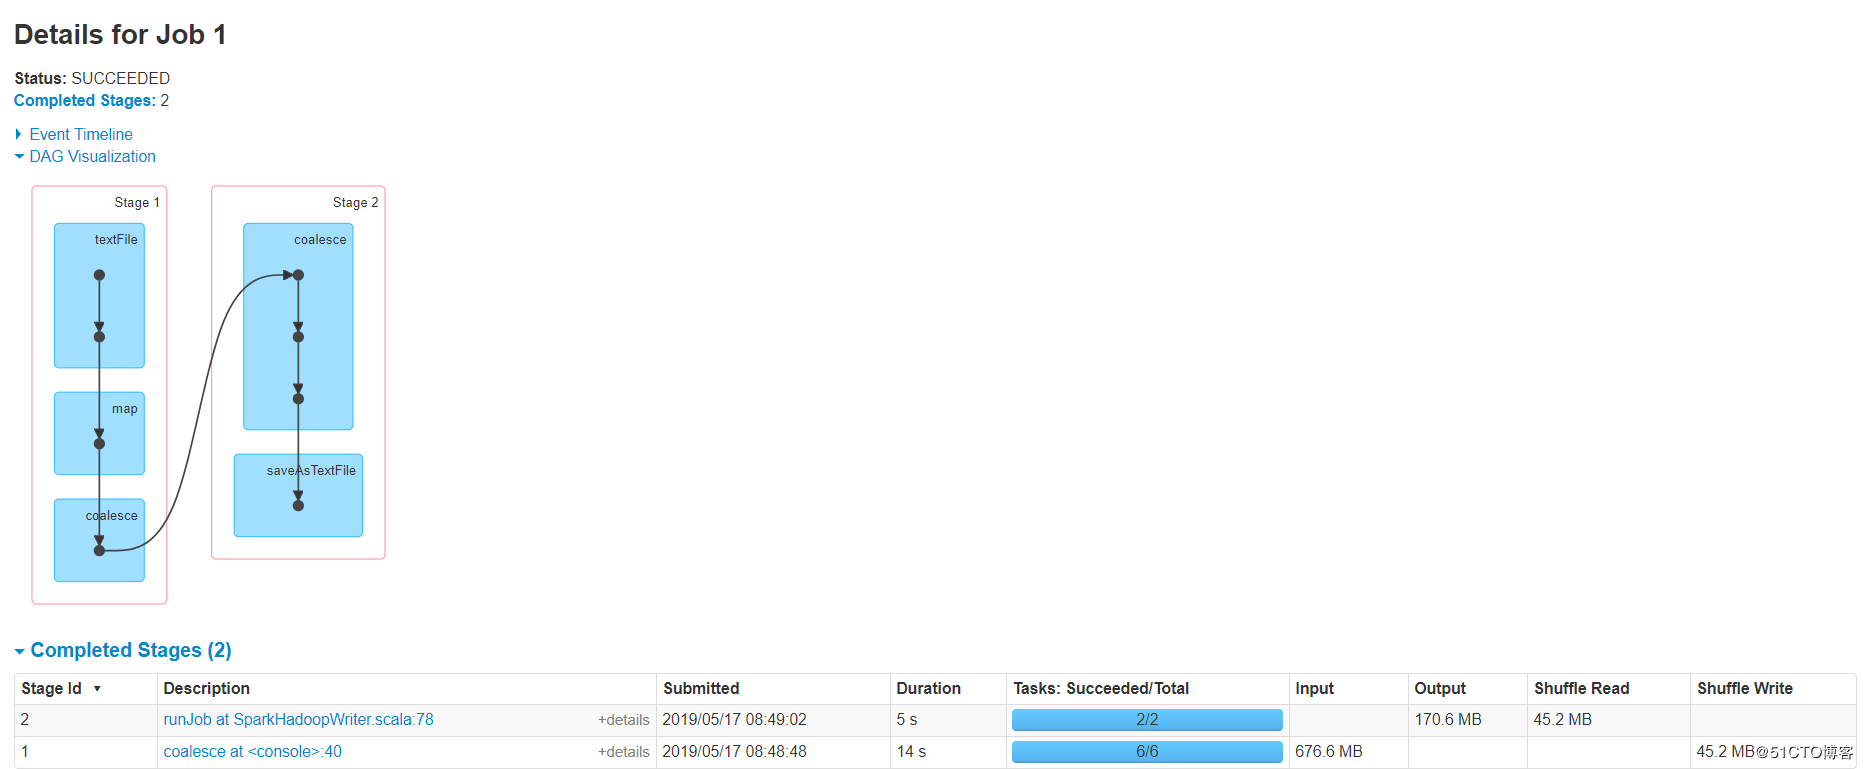 Details for Job 1
Status: SUCCEEDED
Completed Stages: 2
Event Timeline
DAG Visualization
Stage 1
textFile
map
coalesce
Stage 2
coalesce
saveAsTextFile
Completed Stages (2)
Stage Id ▾ Description Submitted Duration Tasks: Succeeded/Total Input Output Shuffle Read Shuffle Write
2 runJob at SparkHadoopWriter.scala:78 +details 2019/05/17 08:49:02 5 s 2/2 170.6 MB 45.2 MB
1 coalesce at <console>:40 +details 2019/05/17 08:48:48 14 s 6/6 676.6 MB 45.2 MB
@51CTO博客